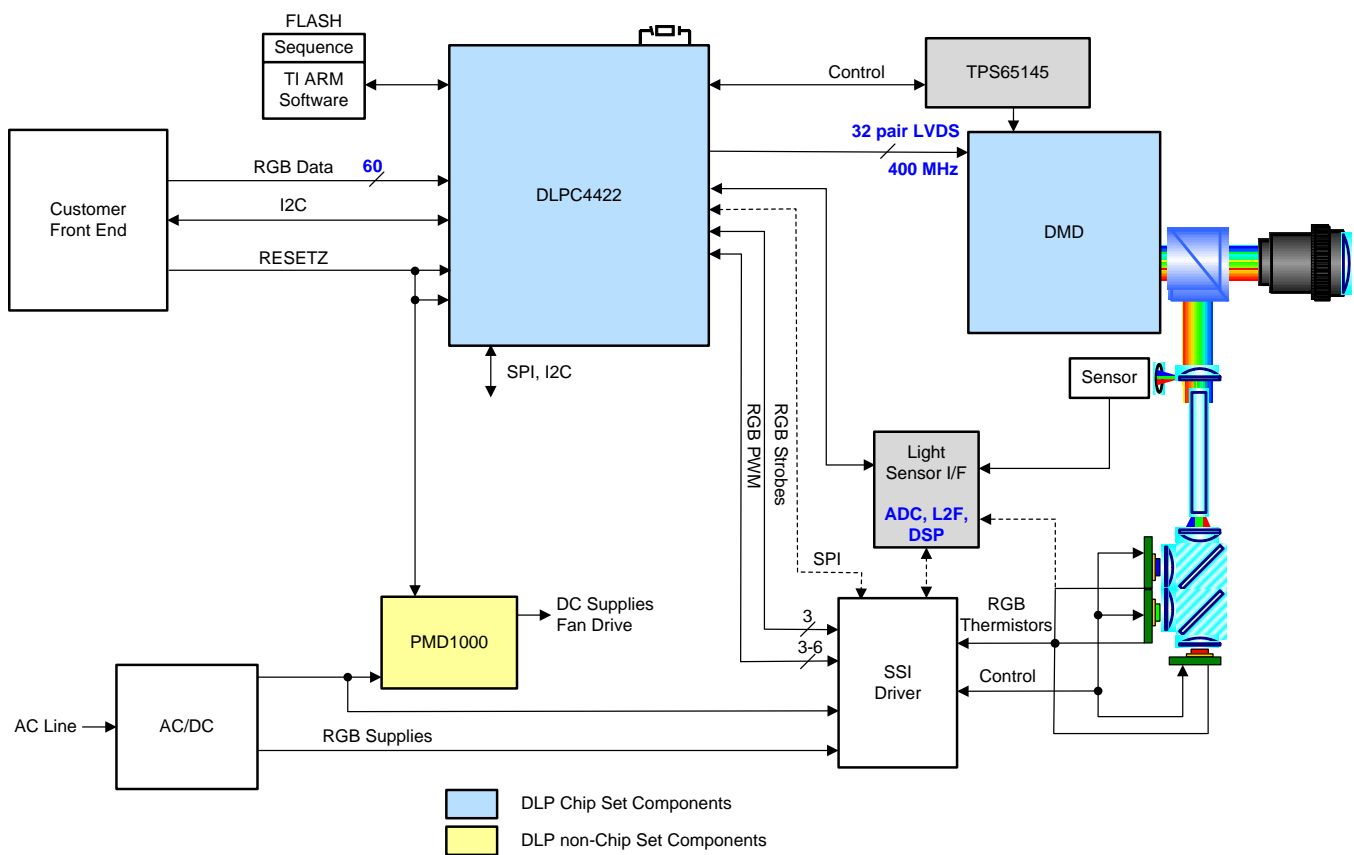 FLASH
Sequence
TI ARM
Software
Control
TPS65145
32 pair LVDS
400 MHz
Customer
Front End
RGB Data
60
I2C
RESETZ
DLPC4422
DMD
SPI, I2C
RGB PWM
RGB Strobes
Sensor
Light
Sensor I/F
ADC, L2F,
DSP
SPI
PMD1000
DC Supplies
Fan Drive
3
3-6
SSI
Driver
RGB
Thermistors
Control
AC Line
AC/DC
RGB Supplies
DLP Chip Set Components
DLP non-Chip Set Components